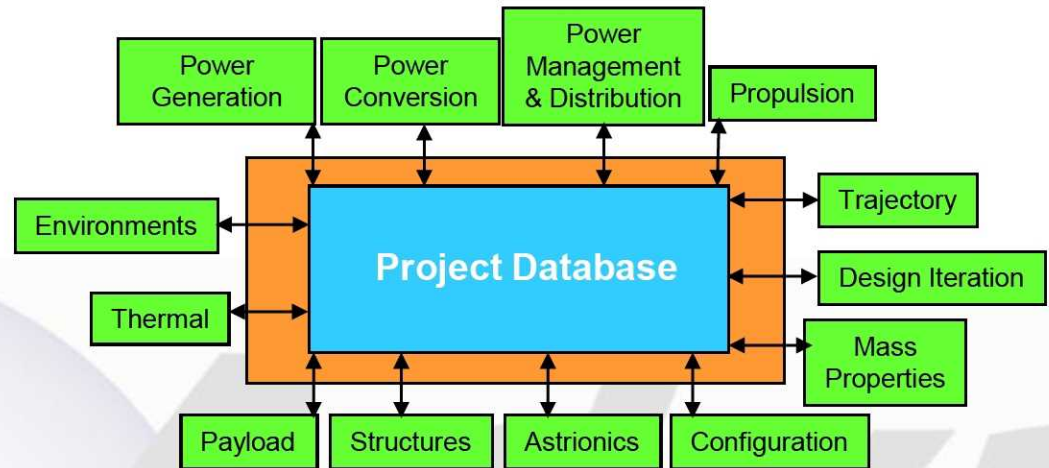 Power
Generation
Power
Conversion
Power
Management
& Distribution
Propulsion
Environments
Trajectory
Project Database
Design Iteration
Thermal
Mass
Properties
Payload
Structures
Astrionics
Configuration